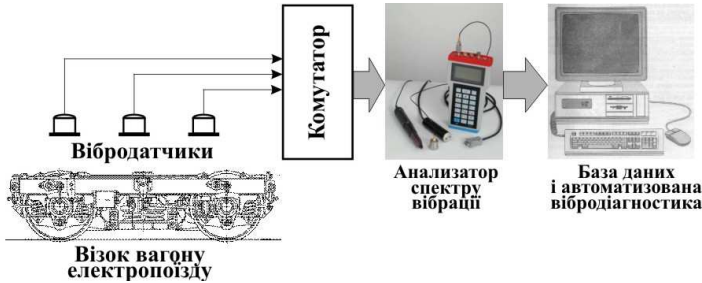 Комутатор
Вібродатчики
Візок вагону
електропоїзду
Анализатор
спектру
вібрації
База даних
і автоматизована
вібродіагностика